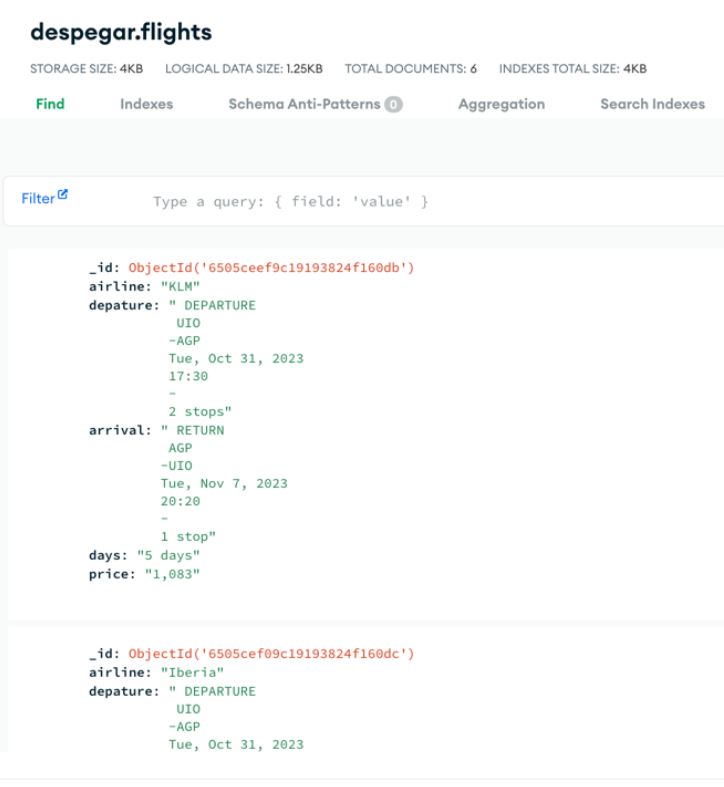 despegar.flights
STORAGE SIZE: 4KB LOGICAL DATA SIZE: 1.25KB TOTAL DOCUMENTS: 6 INDEXES TOTAL SIZE: 4KB
Find Indexes Schema Anti-Patterns 0 Aggregation Search Indexes
Filter Type a query: { field: 'value' }
_id: ObjectId('6505ceef9c19193824f160db')
airline: "KLM"
depature: " DEPARTURE
UIO
-AGP
Tue, Oct 31, 2023
17:30
-
2 stops"
arrival: " RETURN
AGP
-UIO
Tue, Nov 7, 2023
20:20
-
1 stop"
days: "5 days"
price: "1,083"
_id: ObjectId('6505cef09c19193824f160dc')
airline: "Iberia"
depature: " DEPARTURE
UIO
-AGP
Tue, Oct 31, 2023